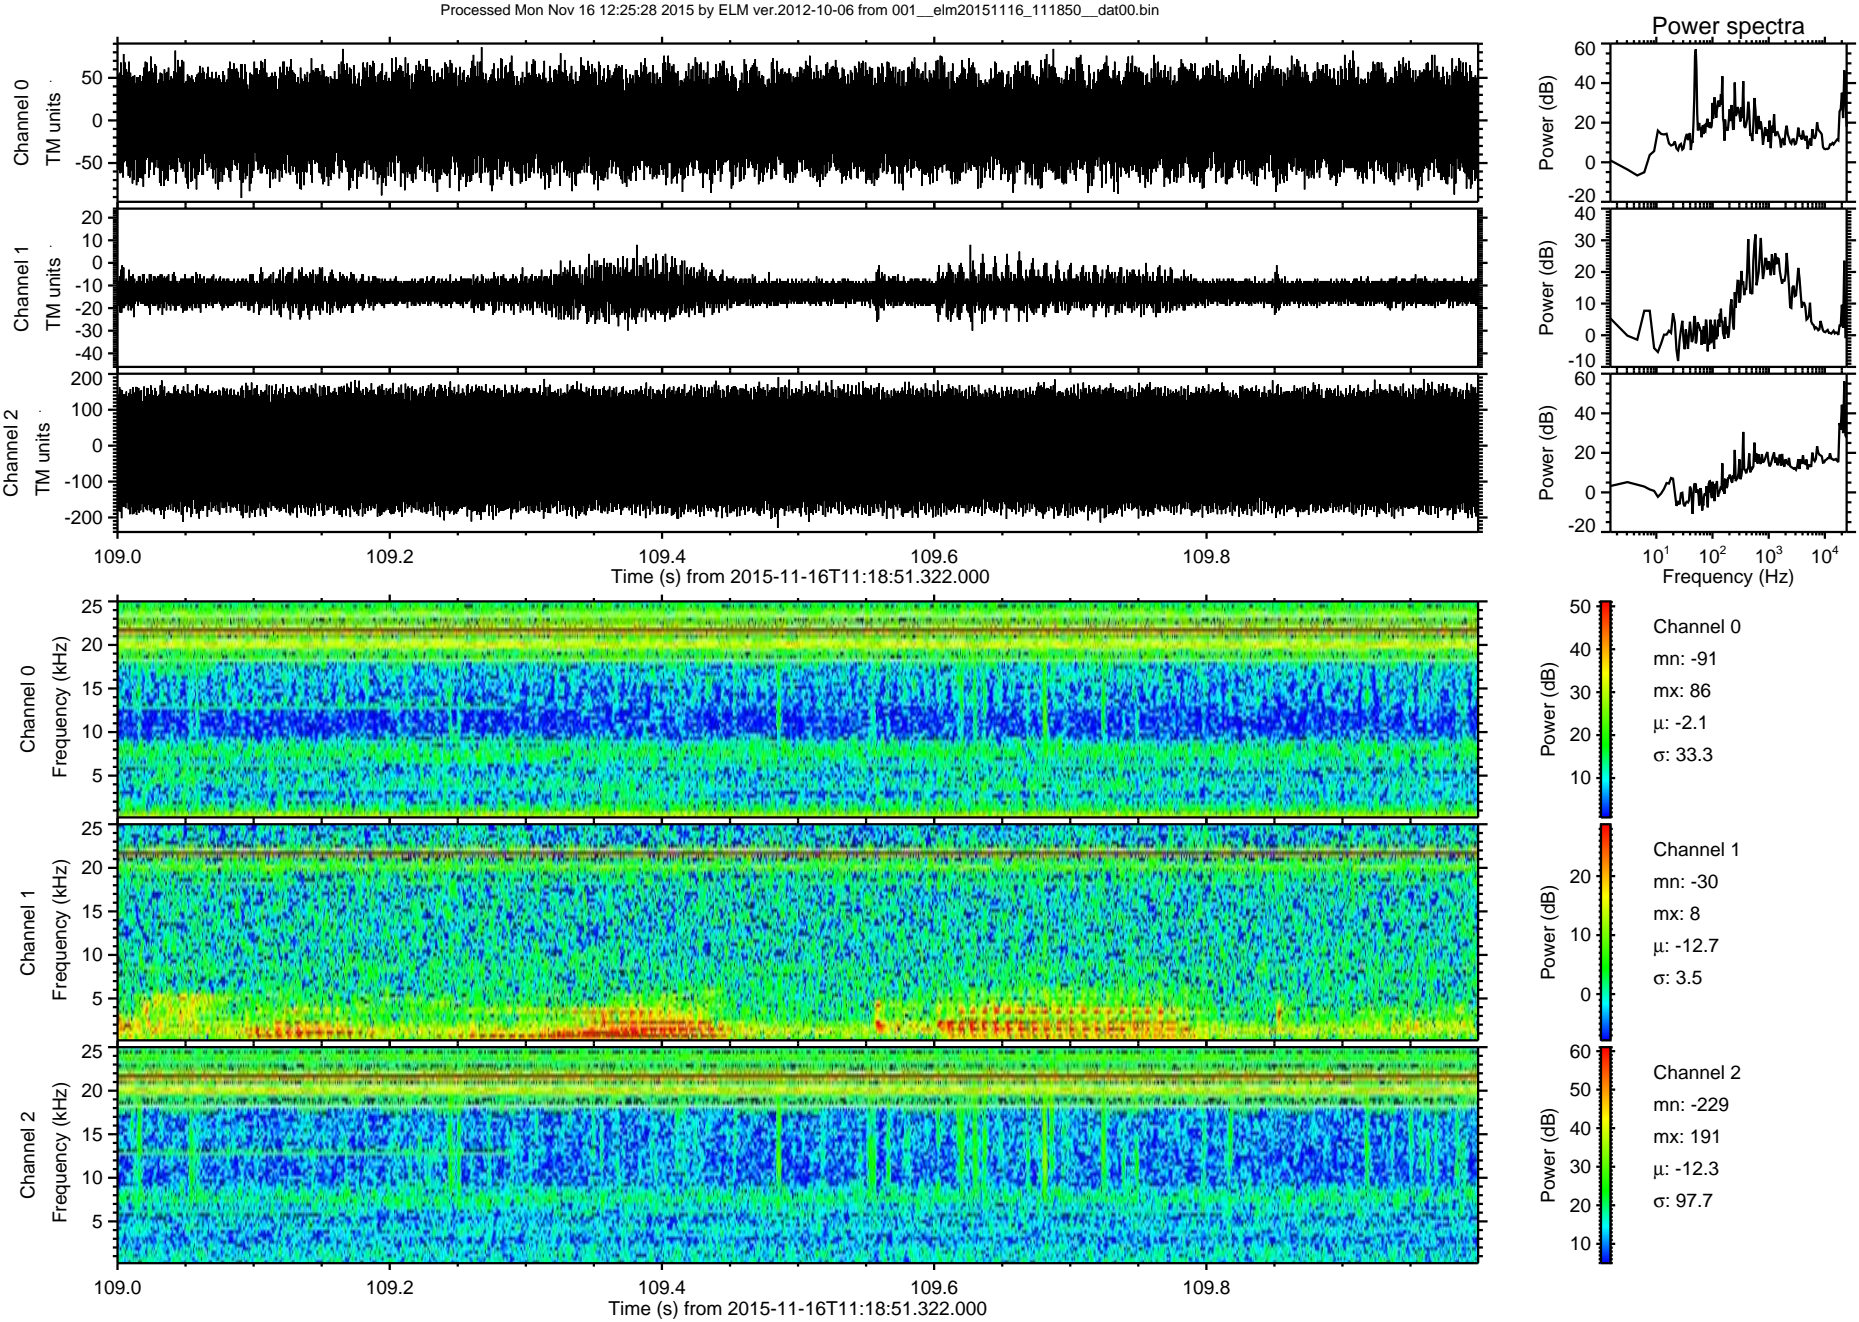 Processed Mon Nov 16 12:25:28 2015 by ELM ver.2012-10-06 from 001__elm20151116_111850__dat00.bin
Power spectra
Channel 0
TM units
50
0
-50
Power (dB)
60
40
20
0
-20
Channel 1
TM units
20
10
0
-10
-20
-30
-40
Power (dB)
40
30
20
10
0
-10
Channel 2
TM units
200
100
0
-100
-200
Power (dB)
60
40
20
0
-20
109.0 109.2 109.4 109.6 109.8
Time (s) from 2015-11-16T11:18:51.322.000
10¹ 10² 10³ 10⁴
Frequency (Hz)
Channel 0
Frequency (kHz)
25
20
15
10
5
Power (dB)
50
40
30
20
10
Channel 0
mn: -91
mx: 86
μ: -2.1
σ: 33.3
Channel 1
Frequency (kHz)
25
20
15
10
5
Power (dB)
20
10
0
Channel 1
mn: -30
mx: 8
μ: -12.7
σ: 3.5
Channel 2
Frequency (kHz)
25
20
15
10
5
Power (dB)
60
50
40
30
20
10
Channel 2
mn: -229
mx: 191
μ: -12.3
σ: 97.7
109.0 109.2 109.4 109.6 109.8
Time (s) from 2015-11-16T11:18:51.322.000